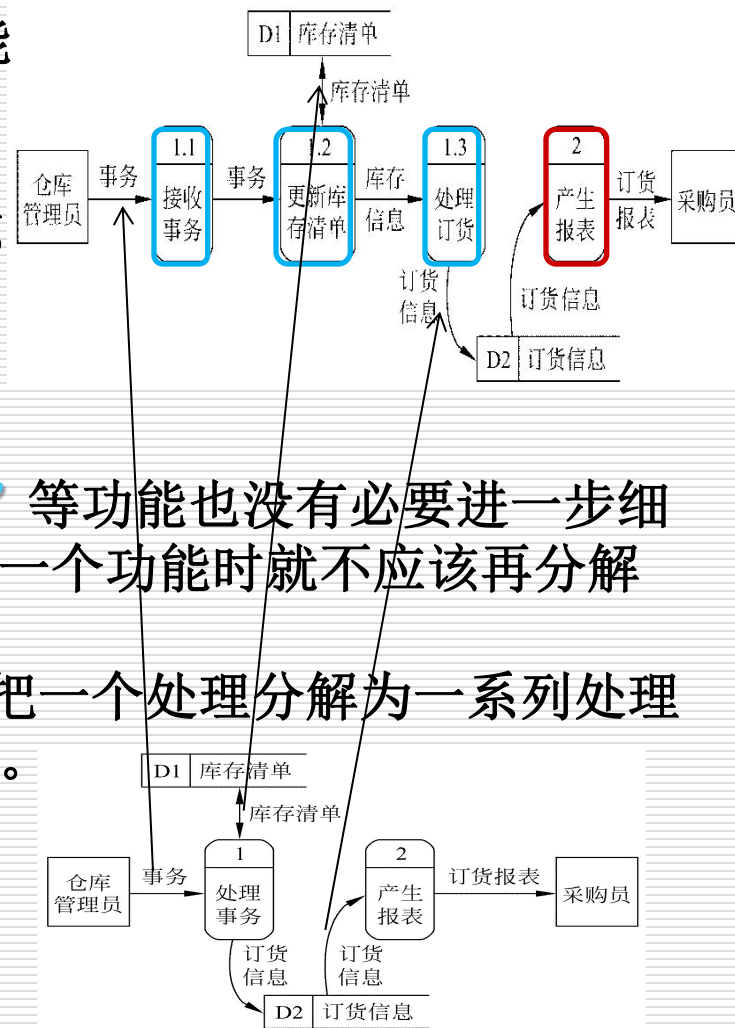 能
D1 库存清单
库存清单
仓库
管理员
事务
1.1
接收
事务
事务
1.2
更新库
存清单
库存
信息
1.3
处理
订货
2
产生
报表
订货
报表
采购员
订货
信息
订货信息
D2 订货信息
等功能也没有必要进一步细
一个功能时就不应该再分解
把一个处理分解为一系列处理
。
D1 库存清单
库存清单
仓库
管理员
事务
1
处理
事务
2
产生
报表
订货报表
采购员
订货
信息
订货
信息
D2 订货信息